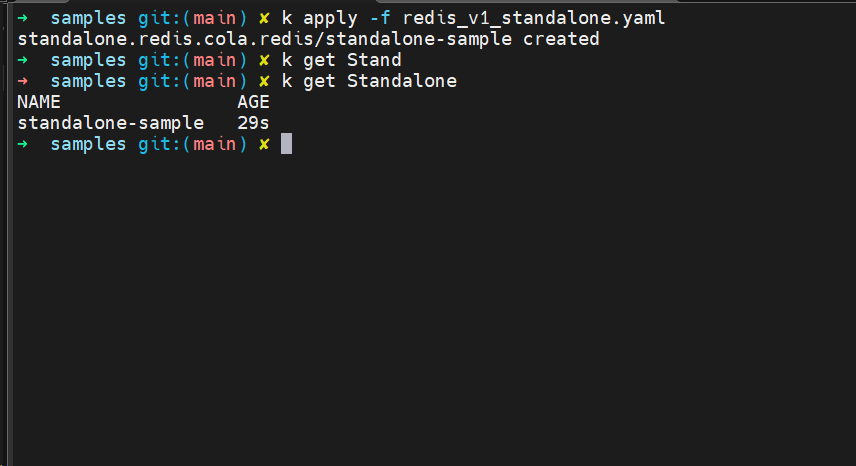 ➜  samples git:(main) ✘ k apply -f redis_v1_standalone.yaml
standalone.redis.cola.redis/standalone-sample created
➜  samples git:(main) ✘ k get Stand
➜  samples git:(main) ✘ k get Standalone
NAME                AGE
standalone-sample   29s
➜  samples git:(main) ✘